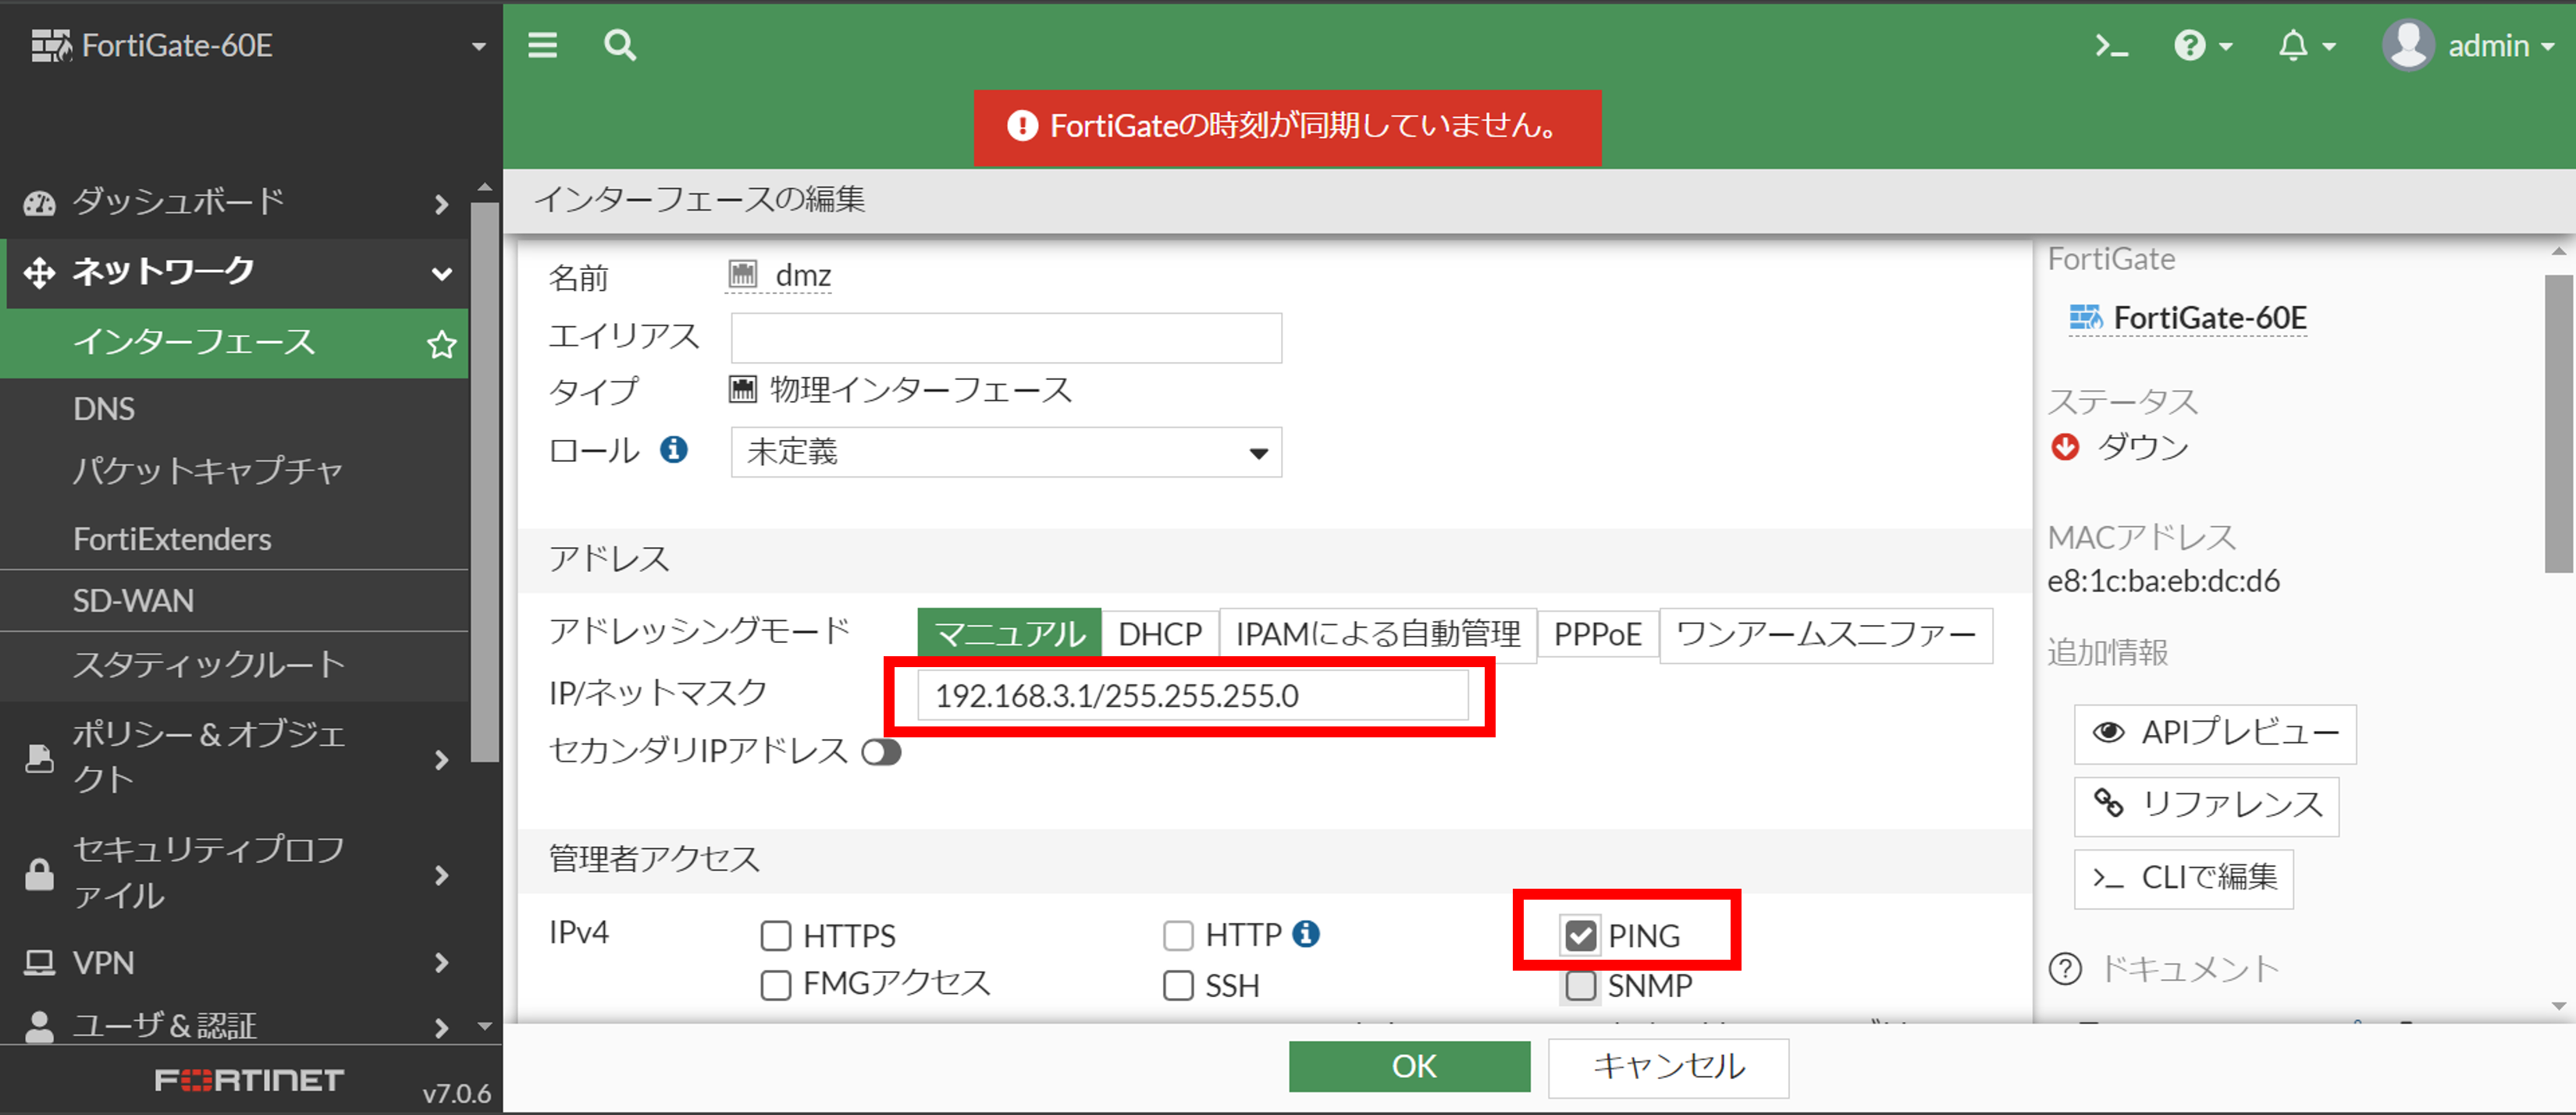 FortiGate-60E
admin
FortiGateの時刻が同期していません。
ダッシュボード
ネットワーク
インターフェース
DNS
パケットキャプチャ
FortiExtenders
SD-WAN
スタティックルート
ポリシー & オブジェ
クト
セキュリティプロフ
ァイル
VPN
ユーザ & 認証
FORTINET
v7.0.6
インターフェースの編集
名前
dmz
エイリアス
タイプ
物理インターフェース
ロール
未定義
アドレス
アドレッシングモード
マニュアル
DHCP
IPAMによる自動管理
PPPoE
ワンアームスニファー
IP/ネットマスク
192.168.3.1/255.255.255.0
セカンダリIPアドレス
管理者アクセス
IPv4
HTTPS
HTTP
PING
FMGアクセス
SSH
SNMP
OK
キャンセル
FortiGate
FortiGate-60E
ステータス
ダウン
MACアドレス
e8:1c:ba:eb:dc:d6
追加情報
APIプレビュー
リファレンス
CLIで編集
ドキュメント